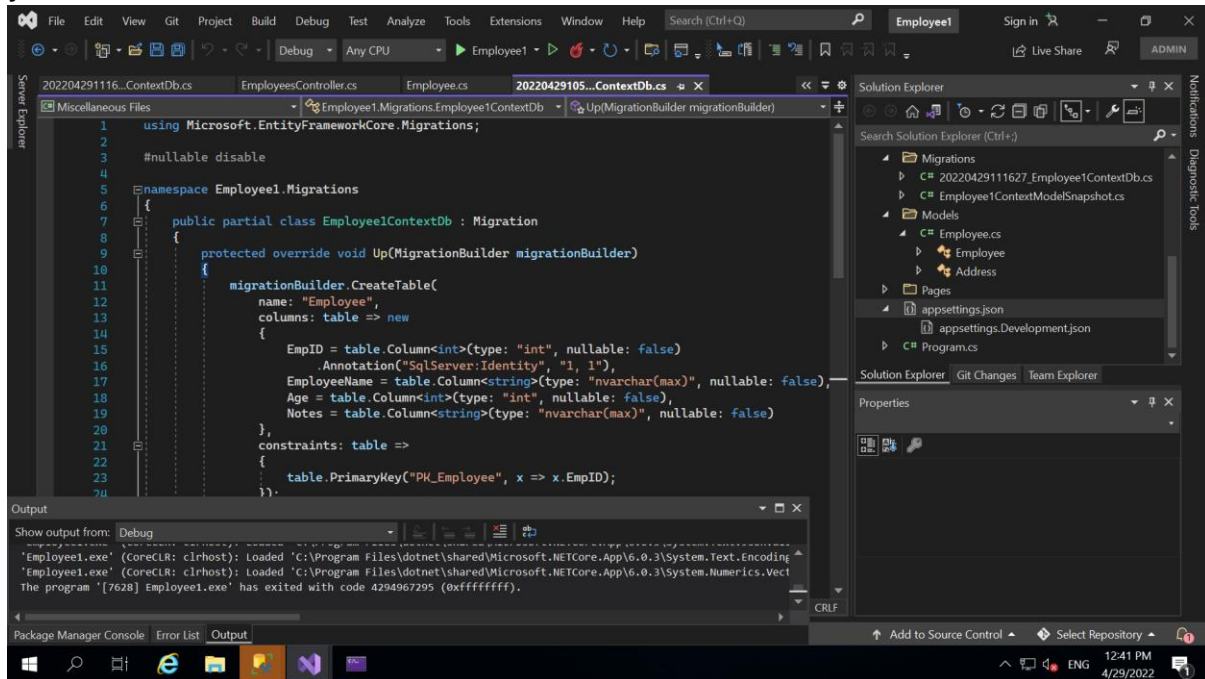 File Edit View Git Project Build Debug Test Analyze Tools Extensions Window Help Search (Ctrl+Q) Employee1 Sign in
Debug Any CPU Employee1 Live Share ADMIN
Server Explorer
202204291116...ContextDb.cs EmployeesController.cs Employee.cs 20220429105...ContextDb.cs
Miscellaneous Files Employee1.Migrations.Employee1ContextDb Up(MigrationBuilder migrationBuilder)
1 using Microsoft.EntityFrameworkCore.Migrations;
2
3 #nullable disable
4
5 namespace Employee1.Migrations
6 {
7 public partial class Employee1ContextDb : Migration
8 {
9 protected override void Up(MigrationBuilder migrationBuilder)
10 {
11 migrationBuilder.CreateTable(
12 name: "Employee",
13 columns: table => new
14 {
15 EmpID = table.Column<int>(type: "int", nullable: false)
16 .Annotation("SqlServer:Identity", "1, 1"),
17 EmployeeName = table.Column<string>(type: "nvarchar(max)", nullable: false),
18 Age = table.Column<int>(type: "int", nullable: false),
19 Notes = table.Column<string>(type: "nvarchar(max)", nullable: false)
20 },
21 constraints: table =>
22 {
23 table.PrimaryKey("PK_Employee", x => x.EmpID);
24 });
CRLF
Solution Explorer
Search Solution Explorer (Ctrl+;)
Migrations
C# 20220429111627_Employee1ContextDb.cs
C# Employee1ContextModelSnapshot.cs
Models
C# Employee.cs
Employee
Address
Pages
appsettings.json
appsettings.Development.json
C# Program.cs
Solution Explorer Git Changes Team Explorer
Properties
Notifications
Diagnostic Tools
Output
Show output from: Debug
'Employee1.exe' (CoreCLR: clrhost): Loaded 'C:\Program Files\dotnet\shared\Microsoft.NETCore.App\6.0.3\System.Text.Encoding
'Employee1.exe' (CoreCLR: clrhost): Loaded 'C:\Program Files\dotnet\shared\Microsoft.NETCore.App\6.0.3\System.Numerics.Vect
The program '[7628] Employee1.exe' has exited with code 4294967295 (0xffffffff).
Package Manager Console Error List Output
Add to Source Control Select Repository
ENG 12:41 PM
4/29/2022